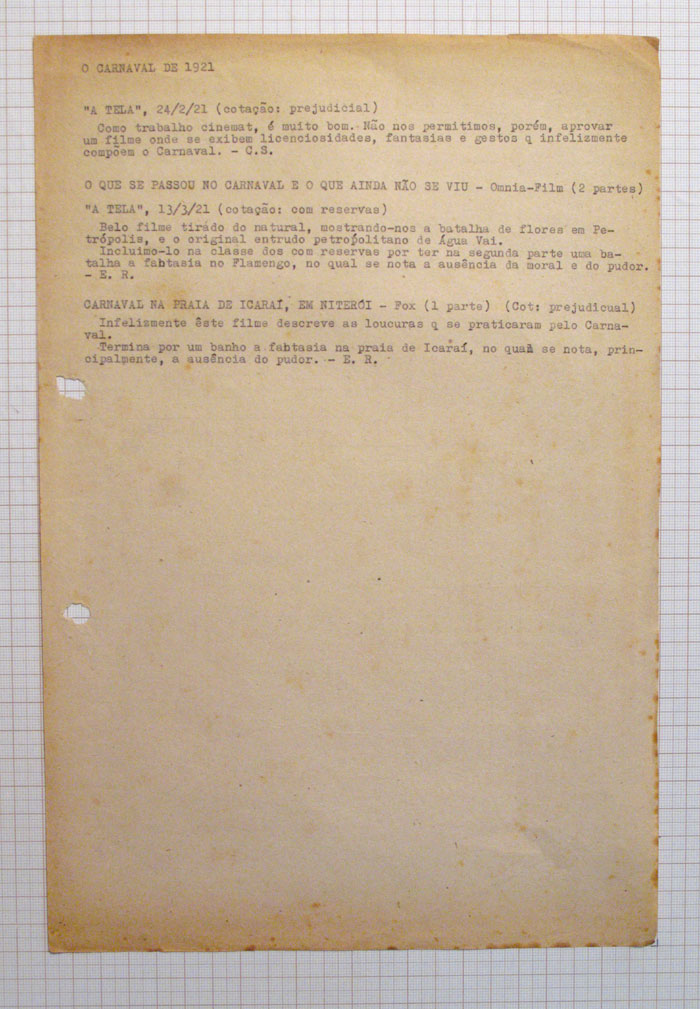 O CARNAVAL DE 1921
"A TELA", 24/2/21 (cotação: prejudicial)
Como trabalho cinemat, é muito bom. Não nos permitimos, porém, aprovar
um filme onde se exibem licenciosidades, fantasias e gestos q infelizmente
compõem o Carnaval. - C.S.
O QUE SE PASSOU NO CARNAVAL E O QUE AINDA NÃO SE VIU - Omnia-Film (2 partes)
"A TELA", 13/3/21 (cotação: com reservas)
Belo filme tirado do natural, mostrando-nos a batalha de flores em Pe-
trópolis, e o original entrudo petropolitano de Água Vai.
Incluimo-lo na classe dos com reservas por ter na segunda parte uma ba-
talha a fabtasia no Flamengo, no qual se nota a ausência da moral e do pudor.
- E. R.
CARNAVAL NA PRAIA DE ICARAÍ, EM NITERÓI - Fox (1 parte) (Cot: prejudicual)
Infelizmente êste filme descreve as loucuras q se praticaram pelo Carna-
val.
Termina por um banho a fabtasia na praia de Icaraí, no qual se nota, prin-
cipalmente, a ausência do pudor. - E. R.